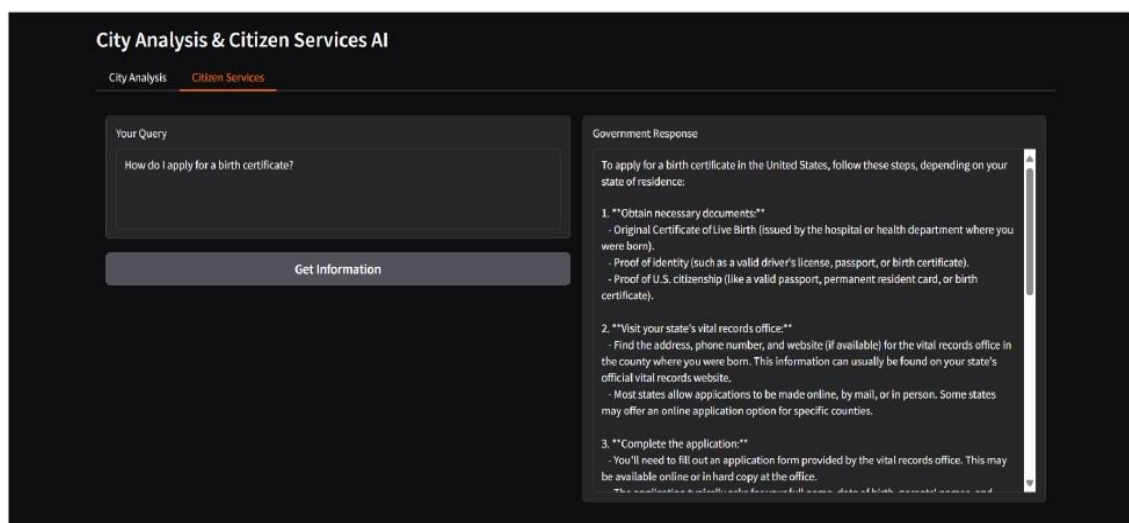 City Analysis & Citizen Services AI
City Analysis
Citizen Services
Your Query
How do I apply for a birth certificate?
Get Information
Government Response
To apply for a birth certificate in the United States, follow these steps, depending on your
state of residence:
1. **Obtain necessary documents:**
- Original Certificate of Live Birth (issued by the hospital or health department where you
were born).
- Proof of identity (such as a valid driver's license, passport, or birth certificate).
- Proof of U.S. citizenship (like a valid passport, permanent resident card, or birth
certificate).
2. **Visit your state's vital records office:**
- Find the address, phone number, and website (if available) for the vital records office in
the county where you were born. This information can usually be found on your state's
official vital records website.
- Most states allow applications to be made online, by mail, or in person. Some states
may offer an online application option for specific counties.
3. **Complete the application:**
- You'll need to fill out an application form provided by the vital records office. This may
be available online or in hard copy at the office.